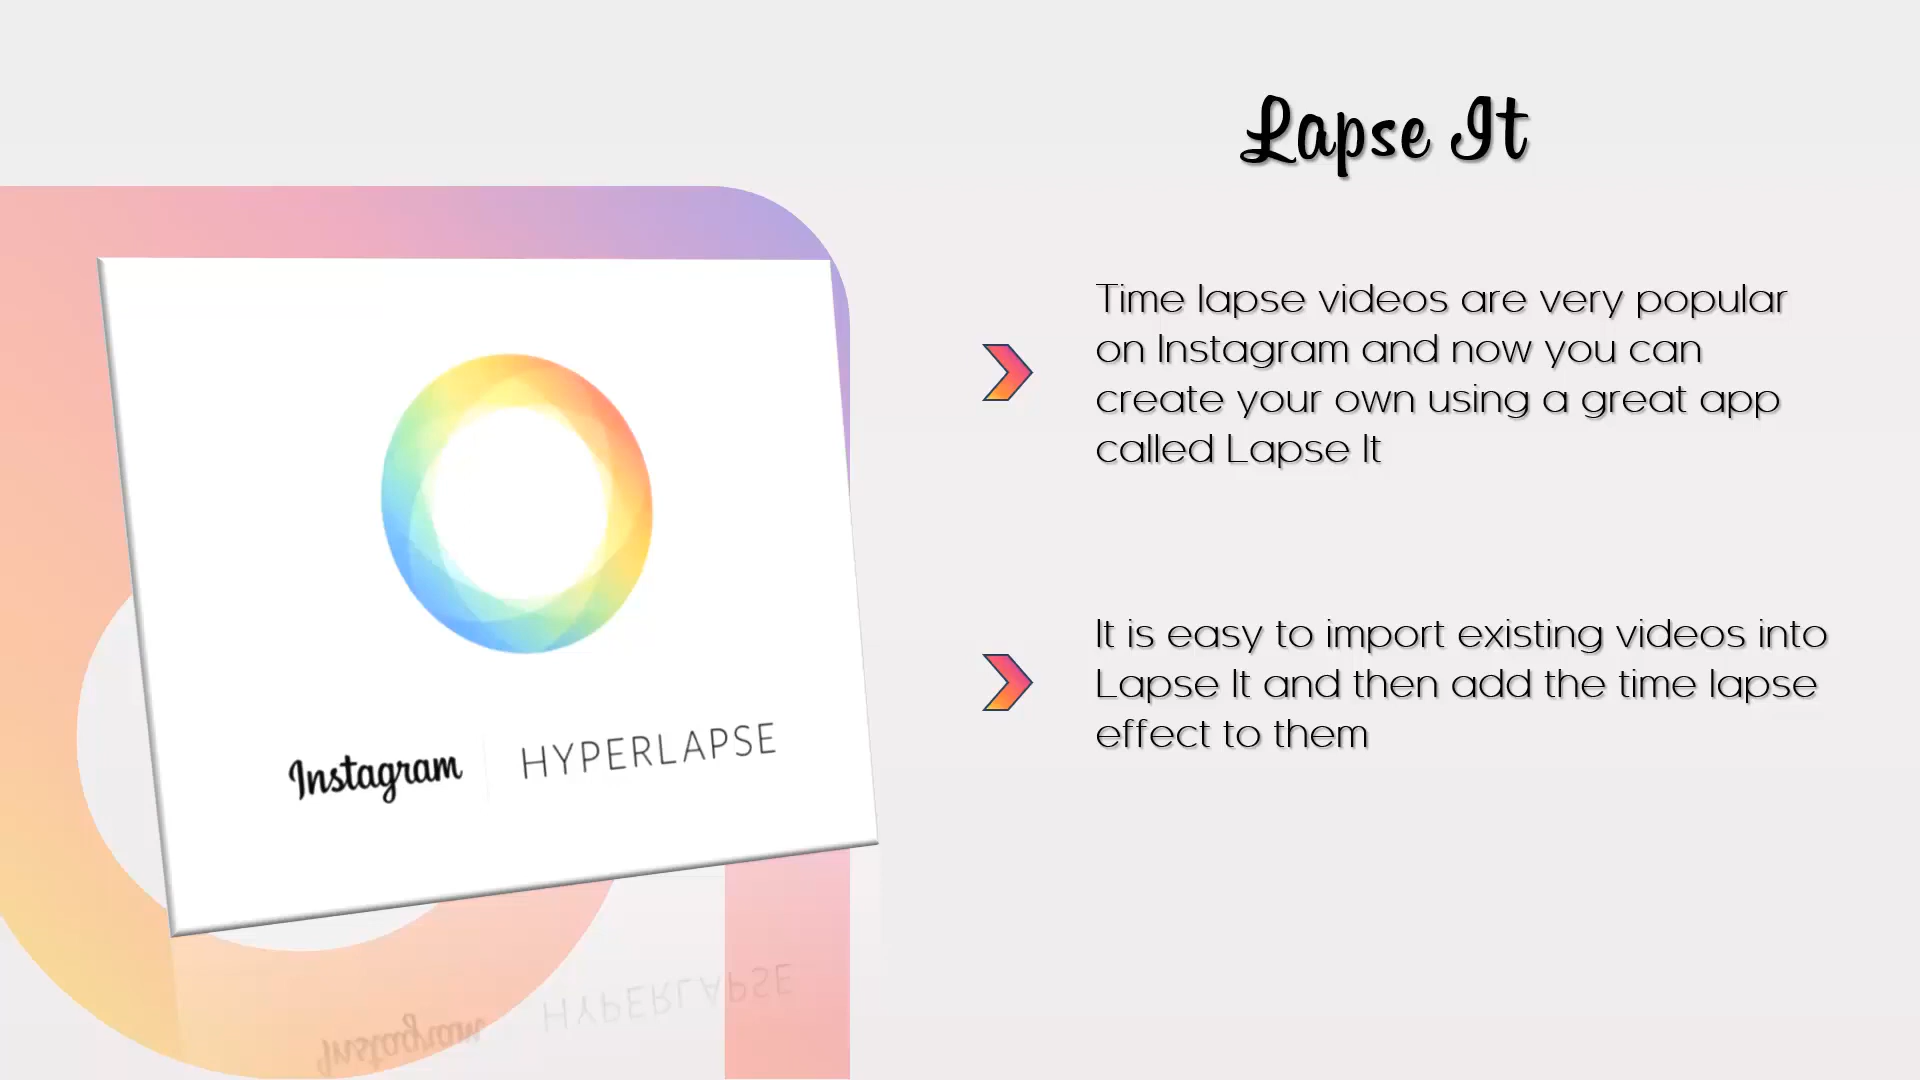 Lapse It
Time lapse videos are very popular
on Instagram and now you can
create your own using a great app
called Lapse It
It is easy to import existing videos into
Lapse It and then add the time lapse
effect to them
Instagram | HYPERLAPSE